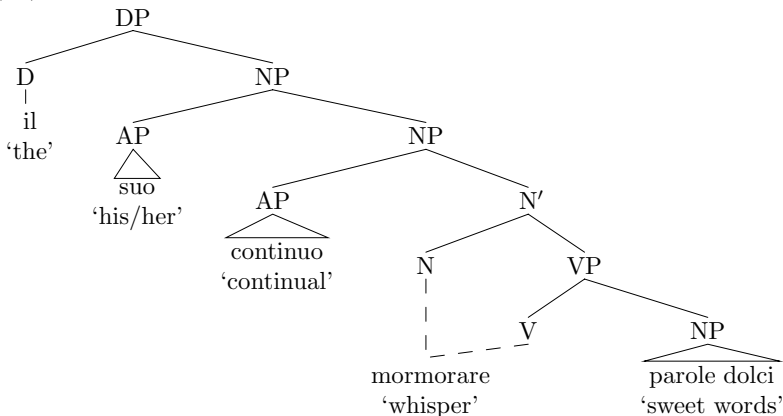 DP
D NP
il
‘the’
AP NP
suo
‘his/her’
AP N′
continuo
‘continual’
N VP
V NP
mormorare
‘whisper’
parole dolci
‘sweet words’